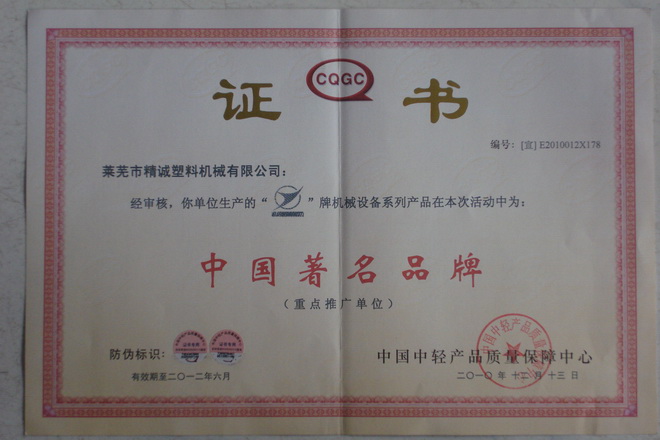 CQGC
证书
编号：[宣] E2010012X178
莱芜市精诚塑料机械有限公司：
经审核，你单位生产的“ ”牌机械设备系列产品在本次活动中为：
中国著名品牌
（重点推广单位）
防伪标识：
中国中轻产品质量保障中心
有效期至二〇一二年六月
二〇一〇年十二月十三日